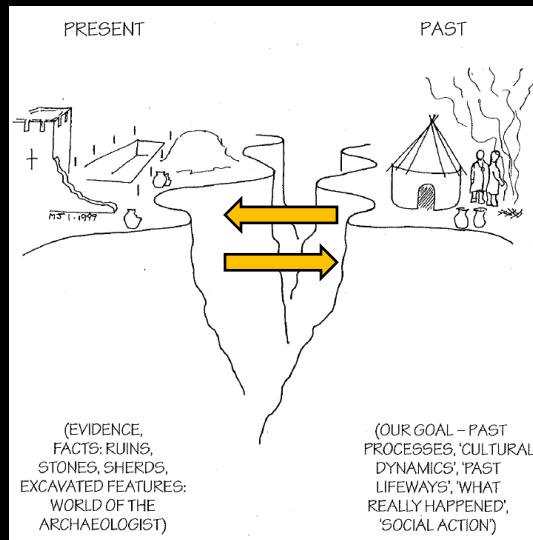 PRESENT
PAST
MJ 1·1999
(EVIDENCE,
FACTS: RUINS,
STONES, SHERDS,
EXCAVATED FEATURES:
WORLD OF THE
ARCHAEOLOGIST)
(OUR GOAL – PAST
PROCESSES, ‘CULTURAL
DYNAMICS’, ‘PAST
LIFEWAYS’, ‘WHAT
REALLY HAPPENED’,
‘SOCIAL ACTION’)